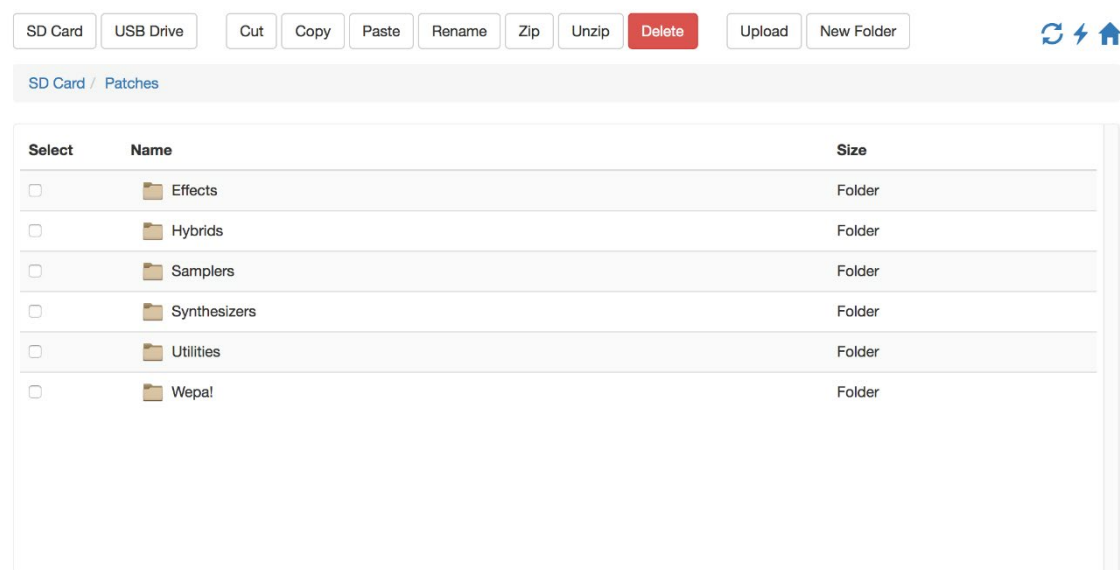 SD Card USB Drive Cut Copy Paste Rename Zip Unzip Delete Upload New Folder
SD Card / Patches
Select Name Size
Effects Folder
Hybrids Folder
Samplers Folder
Synthesizers Folder
Utilities Folder
Wepa! Folder